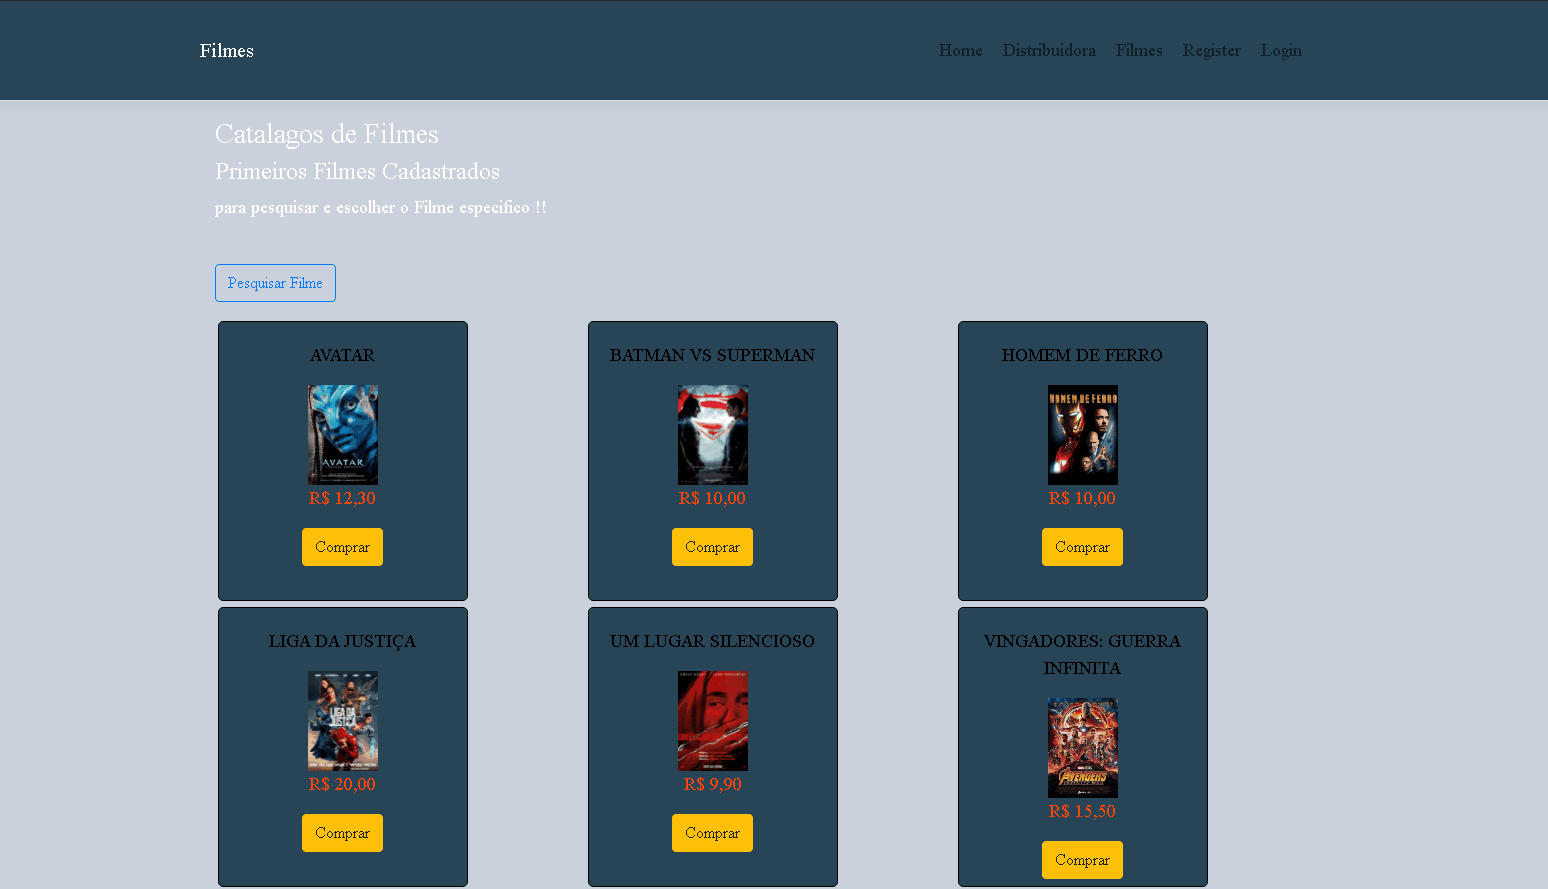 Filmes
Home Distribuidora Filmes Register Login
Catalagos de Filmes
Primeiros Filmes Cadastrados
para pesquisar e escolher o Filme especifico !!
Pesquisar Filme
AVATAR
AVATAR
R$ 12,30
Comprar
BATMAN VS SUPERMAN
R$ 10,00
Comprar
HOMEM DE FERRO
HOMEM DE FERRO
R$ 10,00
Comprar
LIGA DA JUSTIÇA
LIGA DA
JUSTIÇA
R$ 20,00
Comprar
UM LUGAR SILENCIOSO
R$ 9,90
Comprar
VINGADORES: GUERRA
INFINITA
AVENGERS
R$ 15,50
Comprar